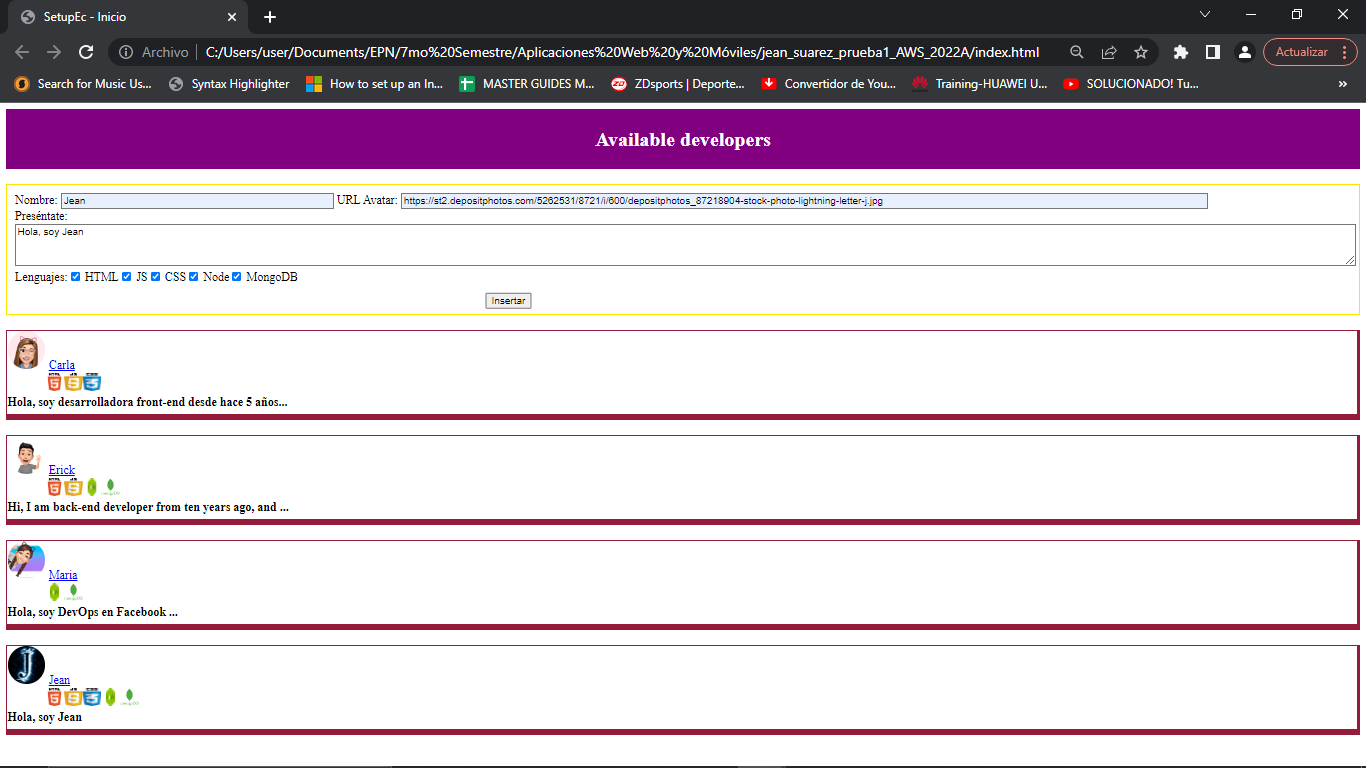 SetupEc - Inicio
Archivo C:/Users/user/Documents/EPN/7mo%20Semestre/Aplicaciones%20Web%20y%20Móviles/jean_suarez_prueba1_AWS_2022A/index.html Actualizar
Search for Music Us... Syntax Highlighter How to set up an In... MASTER GUIDES M... ZD ZDsports | Deporte... Convertidor de You... Training-HUAWEI U... SOLUCIONADO! Tu... »
Available developers
Nombre: Jean URL Avatar: https://st2.depositphotos.com/5262531/8721/i/600/depositphotos_87218904-stock-photo-lightning-letter-j.jpg
Preséntate:
Hola, soy Jean
Lenguajes: HTML JS CSS Node MongoDB
Insertar
Carla
Hola, soy desarrolladora front-end desde hace 5 años...
Erick
Hi, I am back-end developer from ten years ago, and ...
Maria
Hola, soy DevOps en Facebook ...
J
Jean
Hola, soy Jean